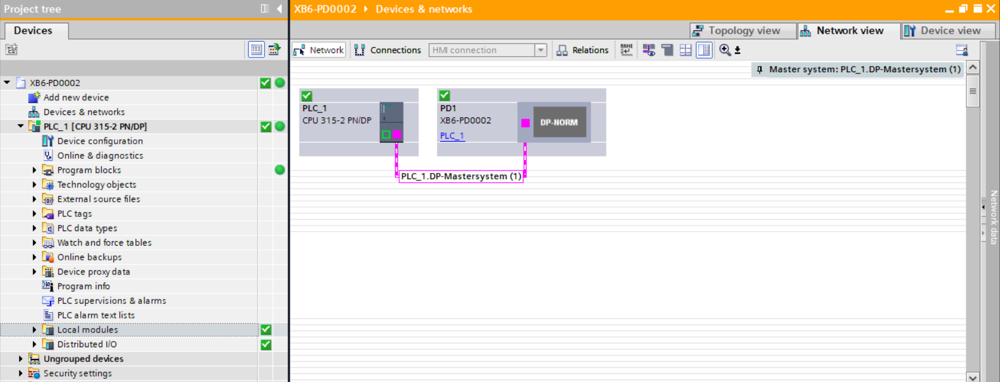 Project tree
XB6-PD0002 Devices & networks
Devices
Topology view Network view Device view
Network Connections HMI connection Relations
Master system: PLC_1.DP-Mastersystem (1)
XB6-PD0002
Add new device
Devices & networks
PLC_1 [CPU 315-2 PN/DP]
Device configuration
Online & diagnostics
Program blocks
Technology objects
External source files
PLC tags
PLC data types
Watch and force tables
Online backups
Device proxy data
Program info
PLC supervisions & alarms
PLC alarm text lists
Local modules
Distributed I/O
Ungrouped devices
Security settings
PLC_1
CPU 315-2 PN/DP
PD1
XB6-PD0002
PLC_1
DP-NORM
PLC_1.DP-Mastersystem (1)
Network data